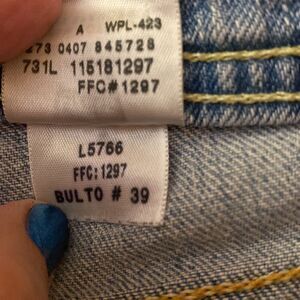 A WPL-423
273 0407 845728
731L 115181297
FFC#1297
L5766
FFC:1297
BULTO # 39